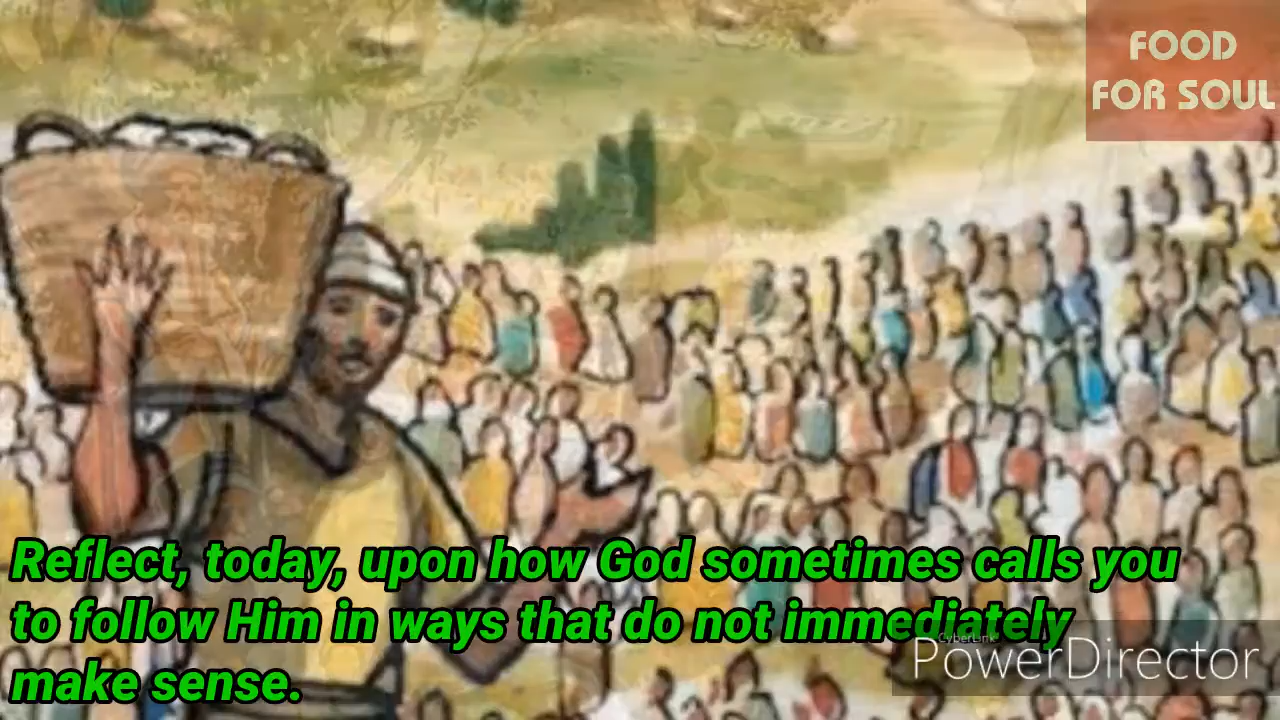 FOOD
FOR SOUL
Reflect, today, upon how God sometimes calls you
to follow Him in ways that do not immediately
make sense.
CyberLink
PowerDirector